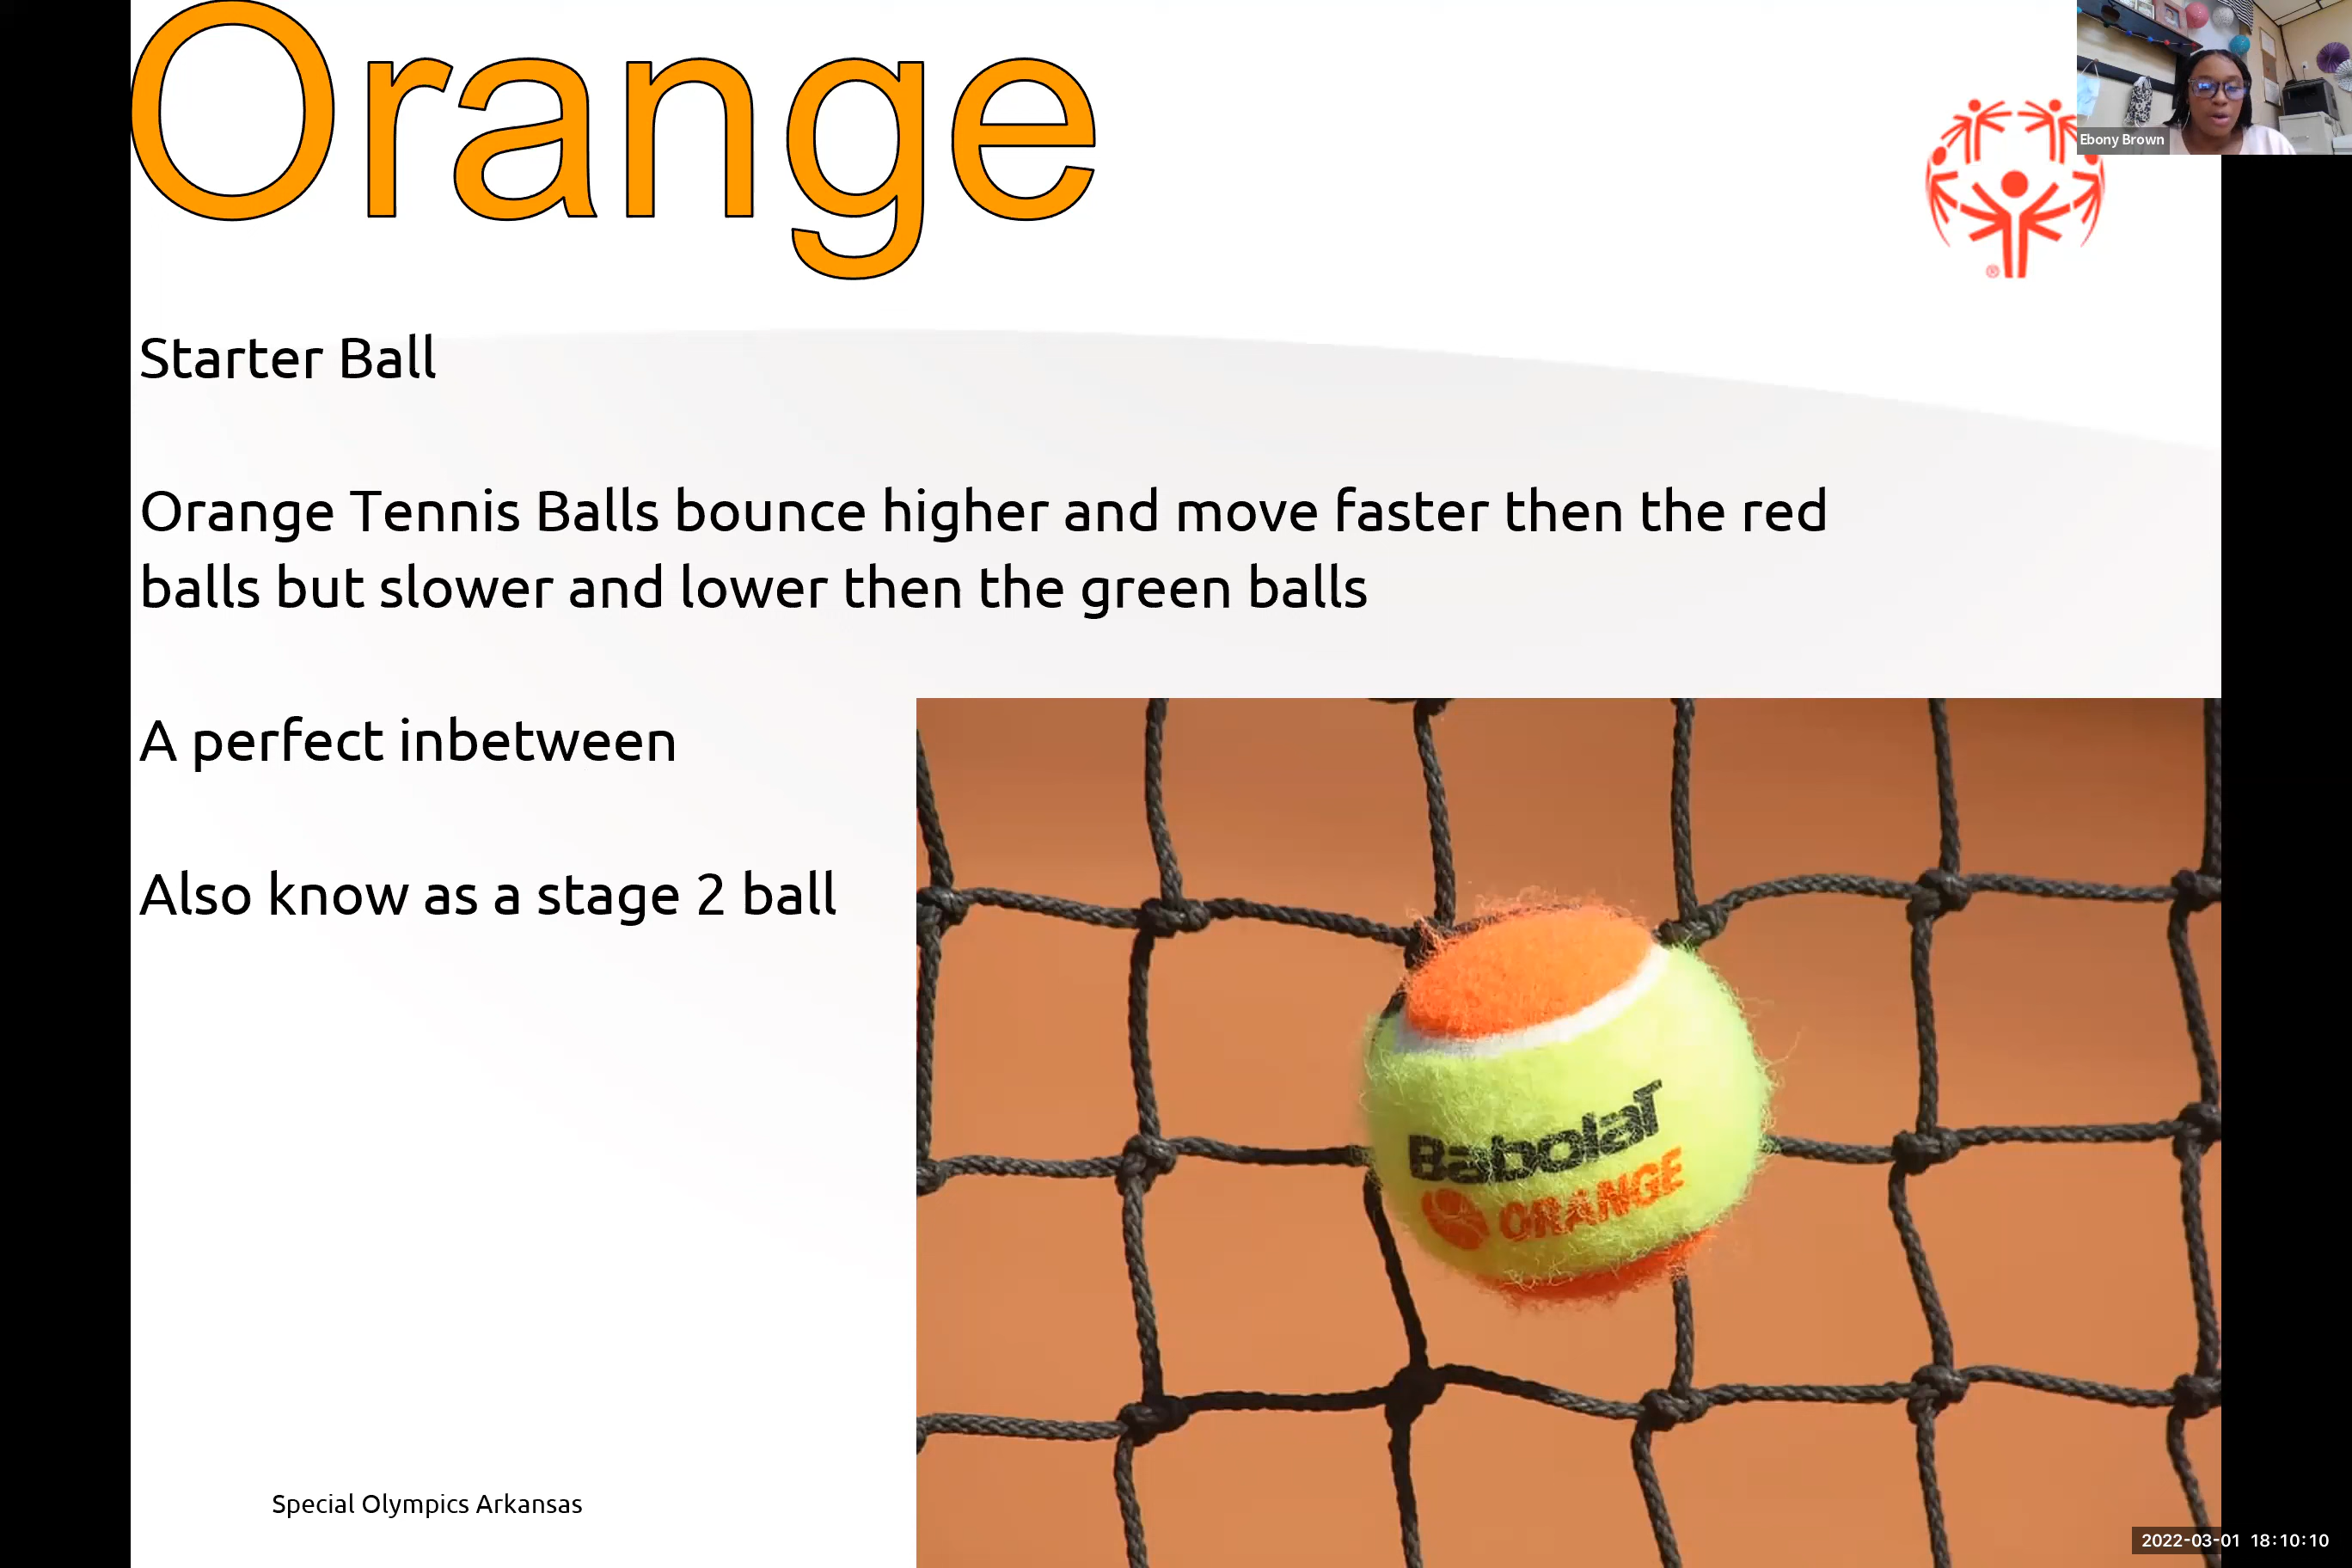 Orange
Ebony Brown
Starter Ball
Orange Tennis Balls bounce higher and move faster then the red
balls but slower and lower then the green balls
A perfect inbetween
Also know as a stage 2 ball
BabolaT
ORANGE
Special Olympics Arkansas
2022-03-01 18:10:10
®